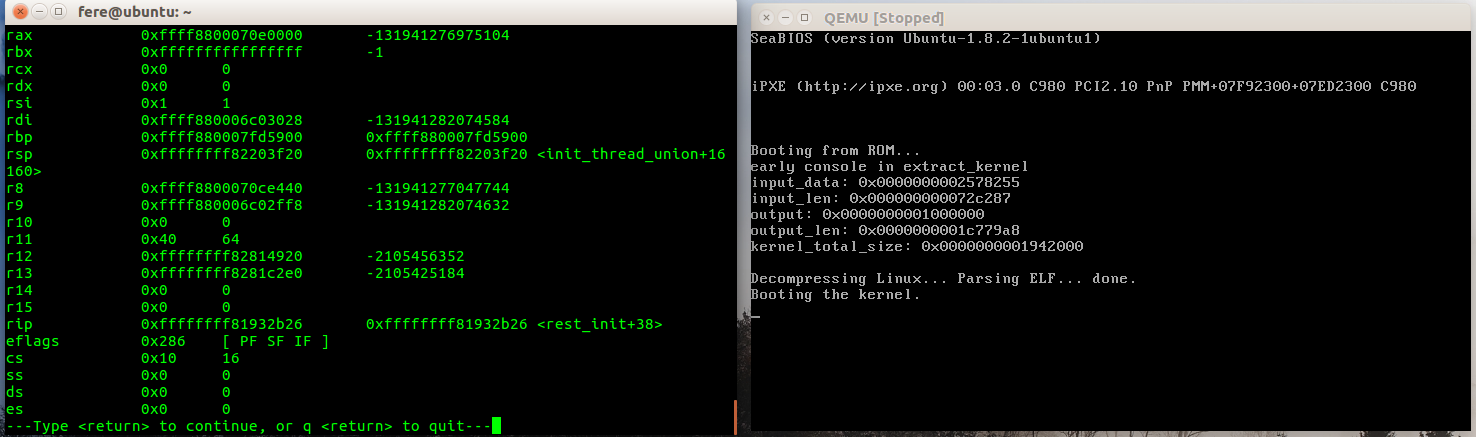 fere@ubuntu: ~
rax 0xffff8800070e0000 -131941276975104
rbx 0xffffffffffffffff -1
rcx 0x0 0
rdx 0x0 0
rsi 0x1 1
rdi 0xffff880006c03028 -131941282074584
rbp 0xffff880007fd5900 0xffff880007fd5900
rsp 0xffffffff82203f20 0xffffffff82203f20 <init_thread_union+16
160>
r8 0xffff8800070ce440 -131941277047744
r9 0xffff880006c02ff8 -131941282074632
r10 0x0 0
r11 0x40 64
r12 0xffffffff82814920 -2105456352
r13 0xffffffff8281c2e0 -2105425184
r14 0x0 0
r15 0x0 0
rip 0xffffffff81932b26 0xffffffff81932b26 <rest_init+38>
eflags 0x286 [ PF SF IF ]
cs 0x10 16
ss 0x0 0
ds 0x0 0
es 0x0 0
---Type <return> to continue, or q <return> to quit---
QEMU [Stopped]
SeaBIOS (version Ubuntu-1.8.2-1ubuntu1)
iPXE (http://ipxe.org) 00:03.0 C980 PCI2.10 PnP PMM+07F92300+07ED2300 C980
Booting from ROM...
early console in extract_kernel
input_data: 0x0000000002578255
input_len: 0x000000000072c287
output: 0x0000000001000000
output_len: 0x0000000001c779a8
kernel_total_size: 0x0000000001942000
Decompressing Linux... Parsing ELF... done.
Booting the kernel.